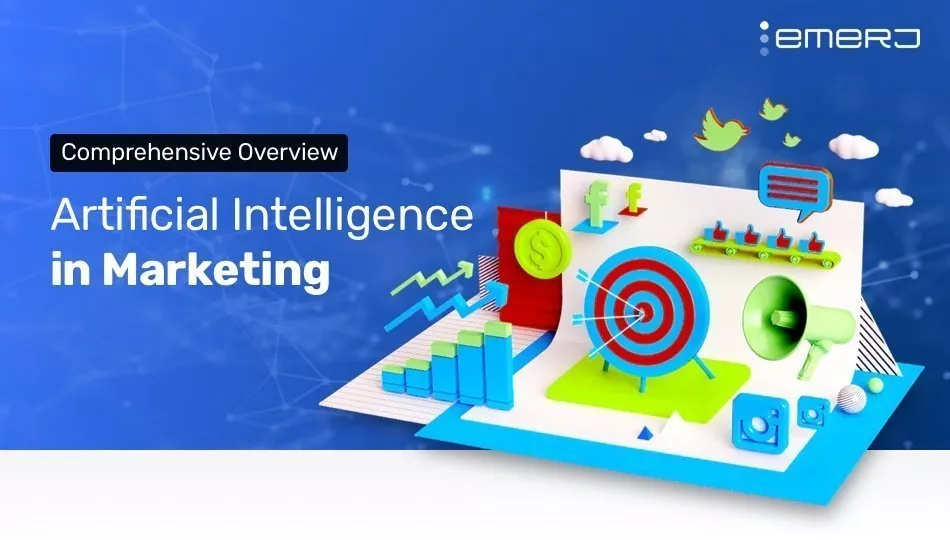 emerj
Comprehensive Overview
Artificial Intelligence
in Marketing
$
f f